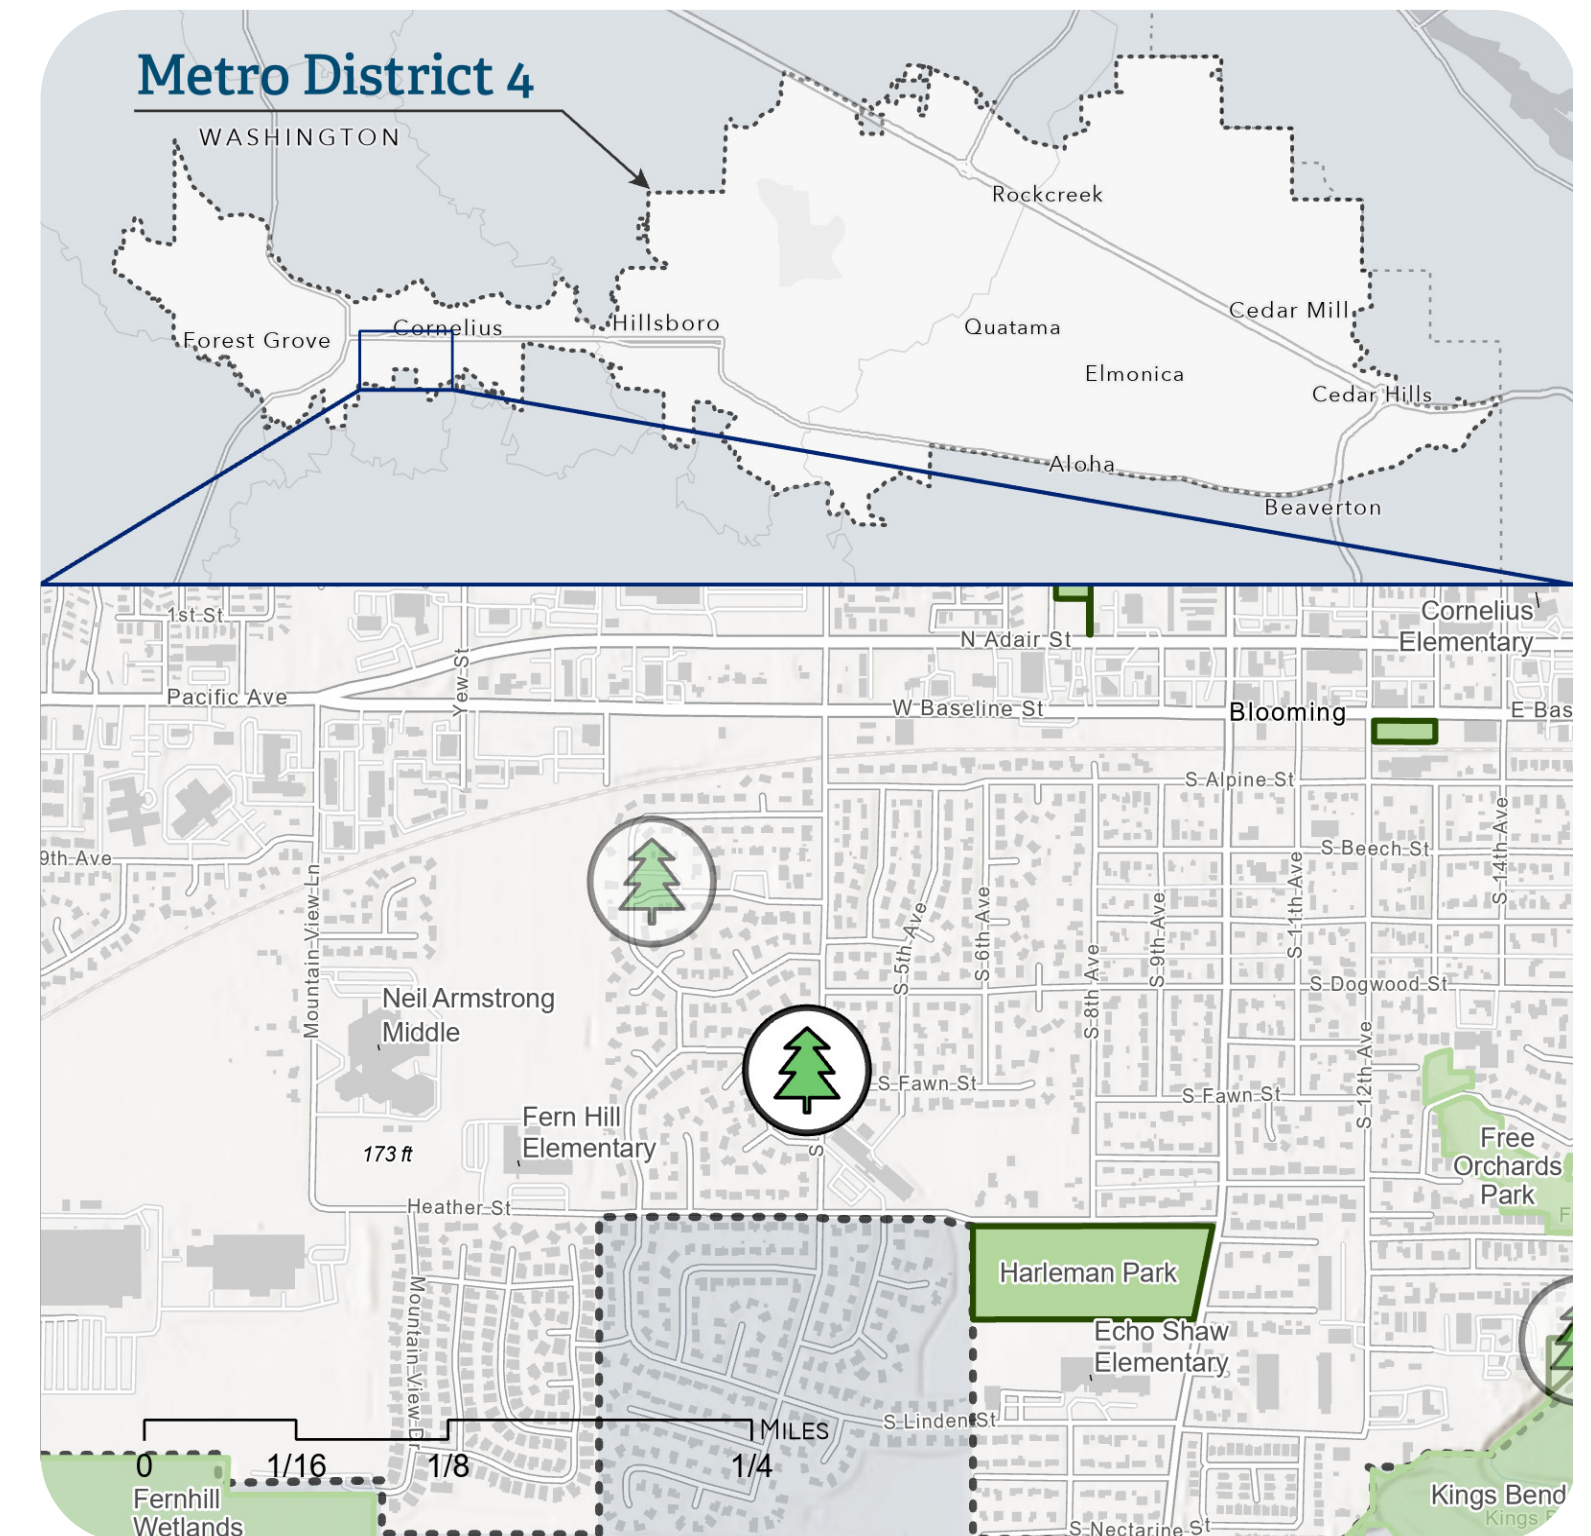 Metro District 4
WASHINGTON
Rockcreek
Cedar Mill
Hillsboro
Quatama
Cornelius
Forest Grove
Elmonica
Cedar Hills
Aloha
Beaverton
1st St
Cornelius
Elementary
N Adair St
Yew St
Pacific Ave
W Baseline St
Blooming
E Bas
S Alpine St
S 14th Ave
S Beech St
9th Ave
Mountain View Ln
S 5th Ave
S 6th Ave
S 9th Ave
S 11th Ave
S 8th Ave
S Dogwood St
Neil Armstrong
Middle
S 12th Ave
S Fawn St
S Fawn St
Fern Hill
Elementary
173 ft
S
Free
Orchards
Park
F
Heather St
Harleman Park
Mountain View Dr
Echo Shaw
Elementary
S Linden St
MILES
0
1/16
1/8
1/4
Fernhill
Wetlands
Kings Bend
Kings
S Nectarine St